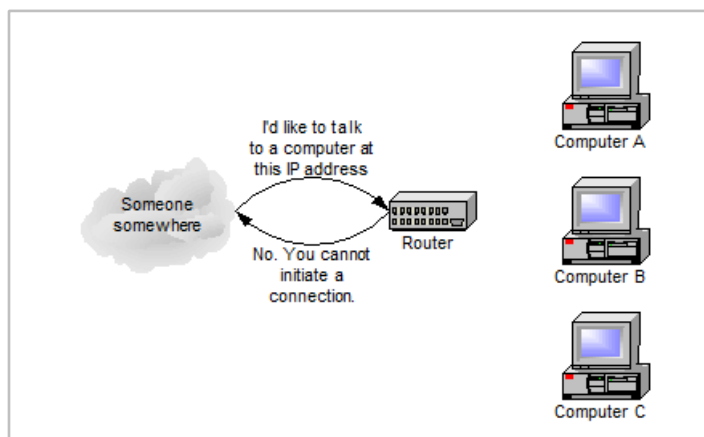 I'd like to talk
to a computer at
this IP address
Someone
somewhere
No. You cannot
initiate a
connection.
Router
Computer A
Computer B
Computer C